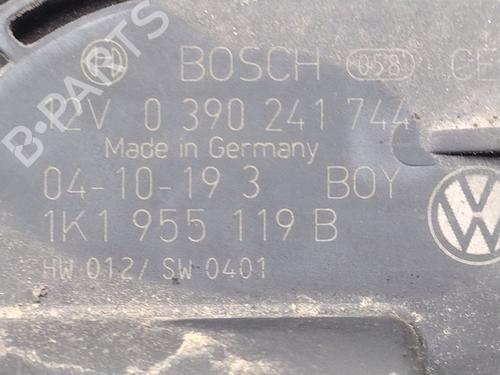 BOSCH 058 CE
12V 0 390 241 744
Made in Germany
04-10-19 3 BOY
1K1 955 119 B
HW 012/ SW 0401